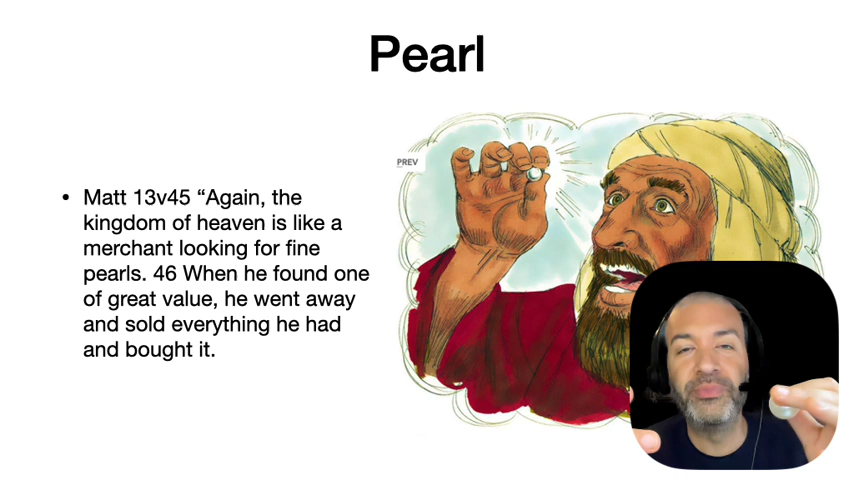 Pearl
PREV
• Matt 13v45 “Again, the
kingdom of heaven is like a
merchant looking for fine
pearls. 46 When he found one
of great value, he went away
and sold everything he had
and bought it.